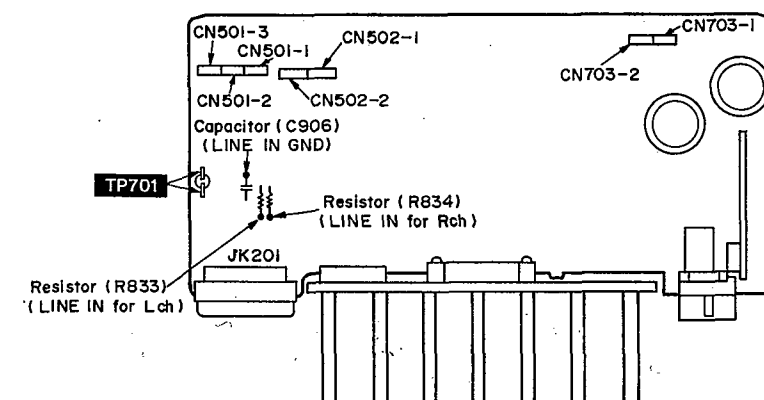 CN501-3
CN501-1
CN502-1
CN703-1
CN703-2
CN501-2
CN502-2
Capacitor (C906)
(LINE IN GND)
TP701
Resistor (R834)
(LINE IN for Rch)
JK201
Resistor (R833)
(LINE IN for Lch)